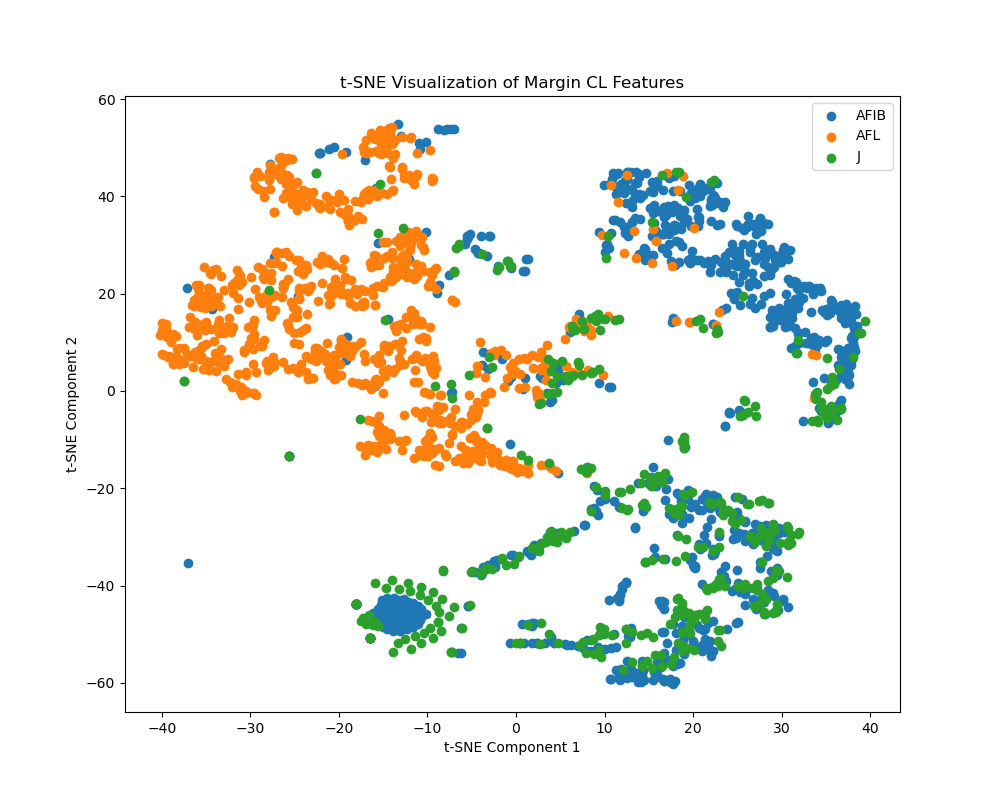 t-SNE Visualization of Margin CL Features
AFIB
AFL
J
60
40
20
0
−20
−40
−60
t-SNE Component 2
−40 −30 −20 −10 0 10 20 30 40
t-SNE Component 1